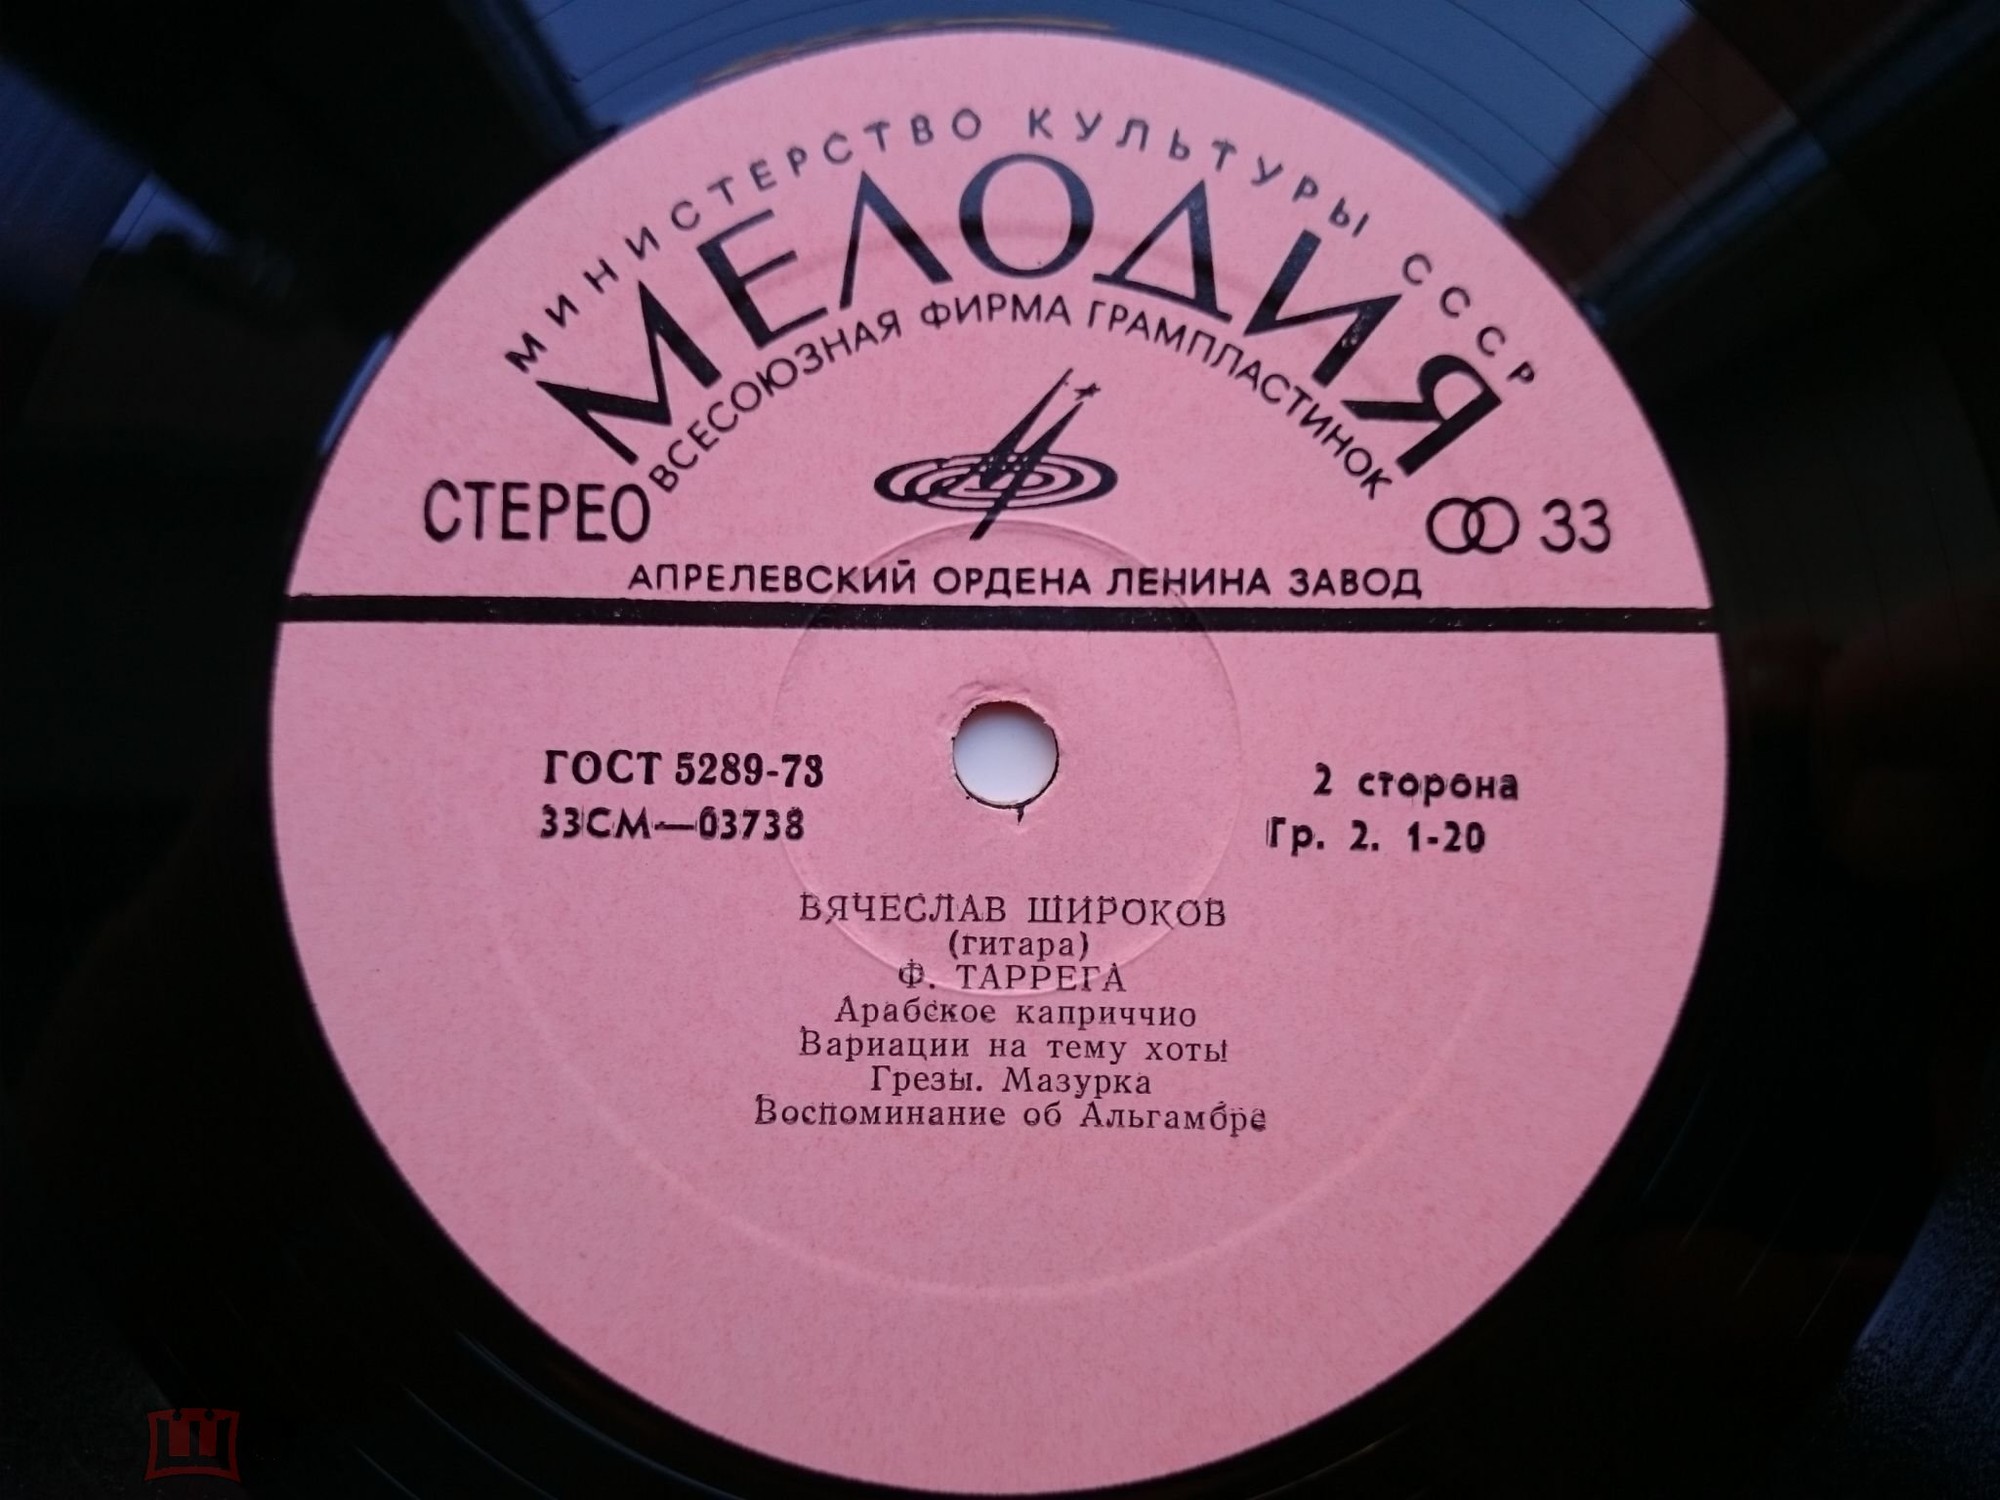 МИНИСТЕРСТВО КУЛЬТУРЫ СССР
МЕЛОДИЯ
ВСЕСОЮЗНАЯ ФИРМА ГРАМПЛАСТИНОК
СТЕРЕО
33
АПРЕЛЕВСКИЙ ОРДЕНА ЛЕНИНА ЗАВОД
ГОСТ 5289-73
33СМ—03738
2 сторона
Гр. 2. 1-20
ВЯЧЕСЛАВ ШИРОКОВ
(гитара)
Ф. ТАРРЕГА
Арабское каприччио
Вариации на тему хоты
Грезы. Мазурка
Воспоминание об Альгамбре